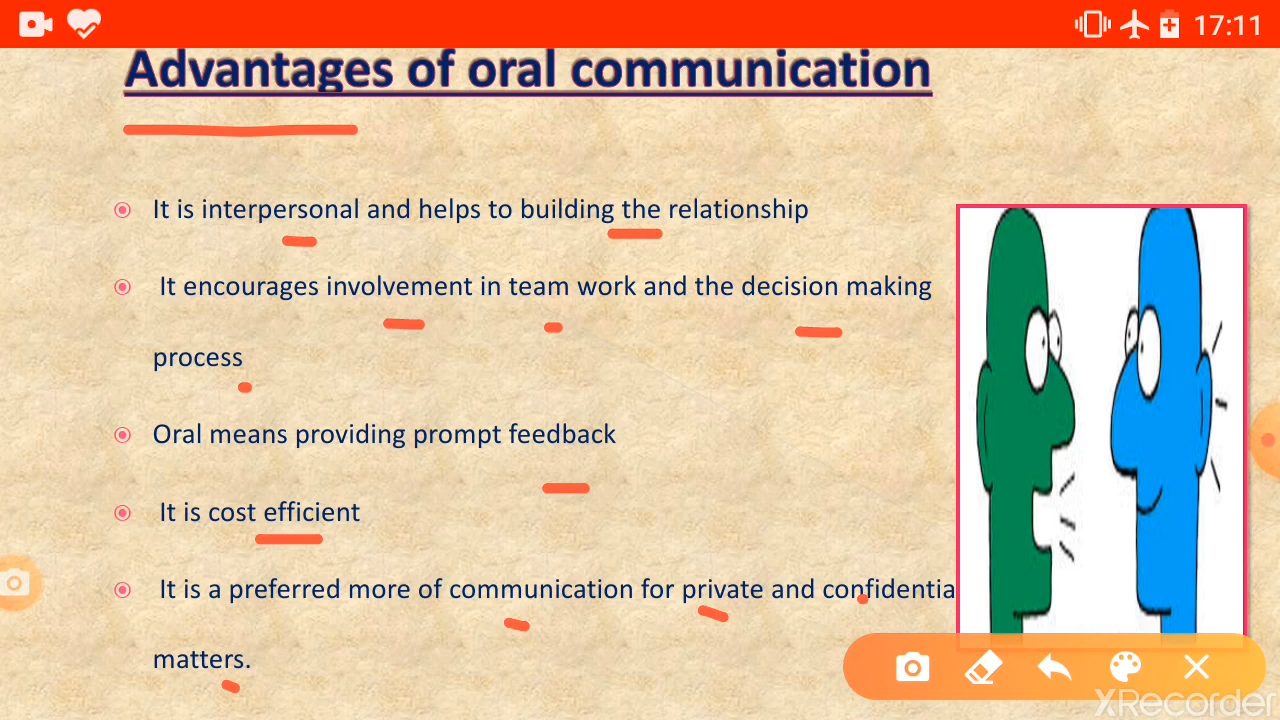 17:11
Advantages of oral communication
It is interpersonal and helps to building the relationship
It encourages involvement in team work and the decision making
process
Oral means providing prompt feedback
It is cost efficient
It is a preferred more of communication for private and confidentia
matters.
XRecorder